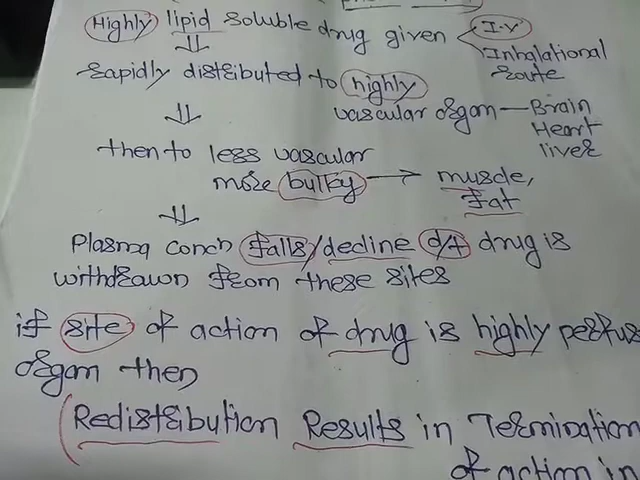 Highly lipid soluble drug given I.V
Inhalational route
rapidly distributed to highly
vascular organ — Brain
Heart
liver
then to less vascular
more bulky → muscle,
fat
Plasma concn falls/decline d/t drug is
withdrawn from these sites
if site of action of drug is highly perfus
organ then
Redistribution Results in Termination
of action in